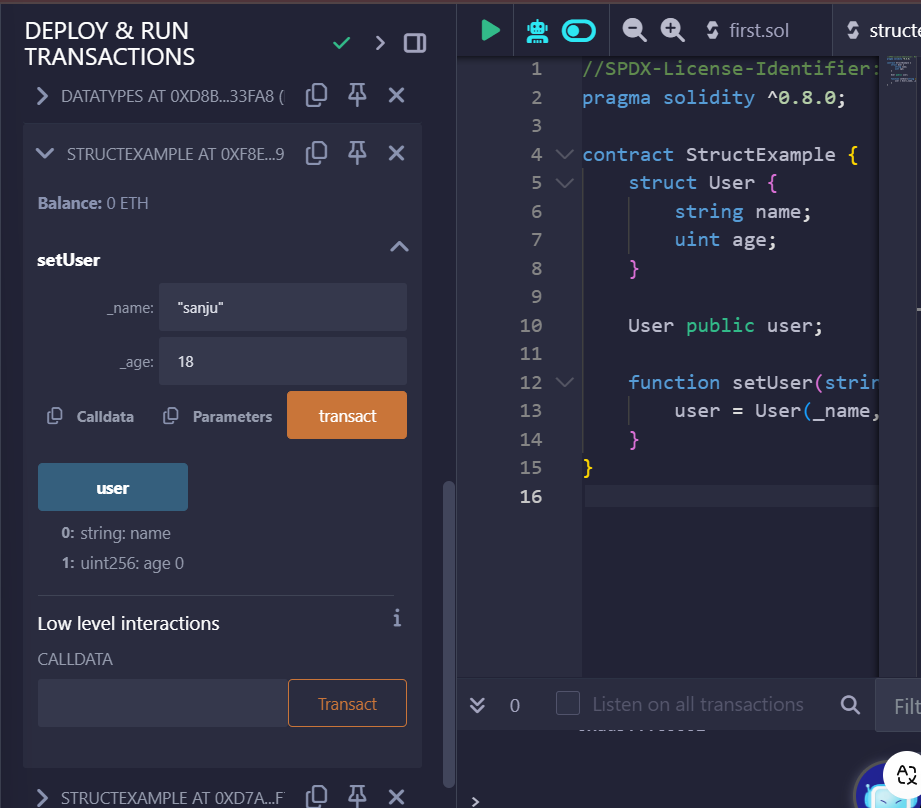 DEPLOY & RUN
TRANSACTIONS
DATATYPES AT 0XD8B...33FA8 (
STRUCTEXAMPLE AT 0XF8E...9
Balance: 0 ETH
setUser
_name: "sanju"
_age: 18
Calldata Parameters transact
user
0: string: name
1: uint256: age 0
Low level interactions
i
CALLDATA
Transact
STRUCTEXAMPLE AT 0XD7A...F
first.sol structe
1 //SPDX-License-Identifier:
2 pragma solidity ^0.8.0;
3
4 contract StructExample {
5 struct User {
6 string name;
7 uint age;
8 }
9
10 User public user;
11
12 function setUser(strin
13 user = User(_name,
14 }
15 }
16
0 Listen on all transactions Filt
>